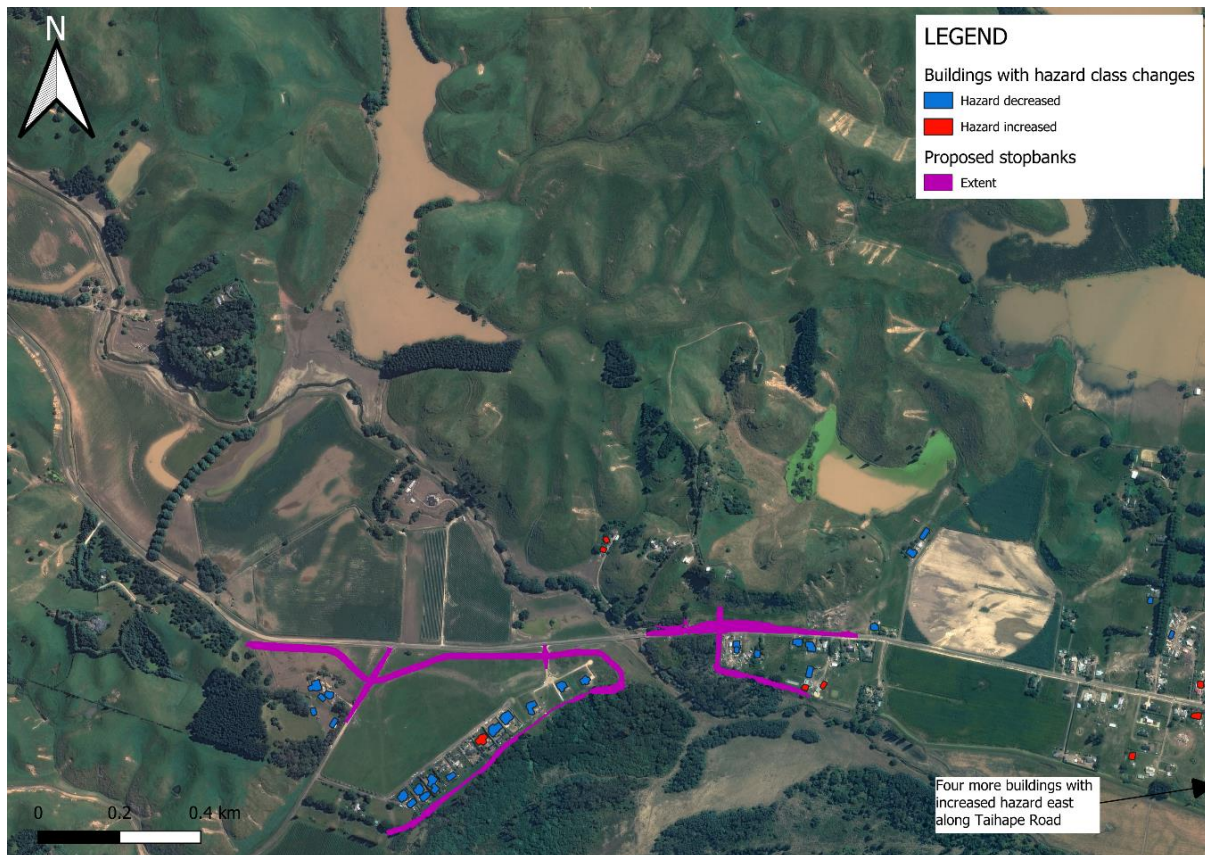 N
LEGEND
Buildings with hazard class changes
Hazard decreased
Hazard increased
Proposed stopbanks
Extent
0 0.2 0.4 km
Four more buildings with
increased hazard east
along Taihape Road